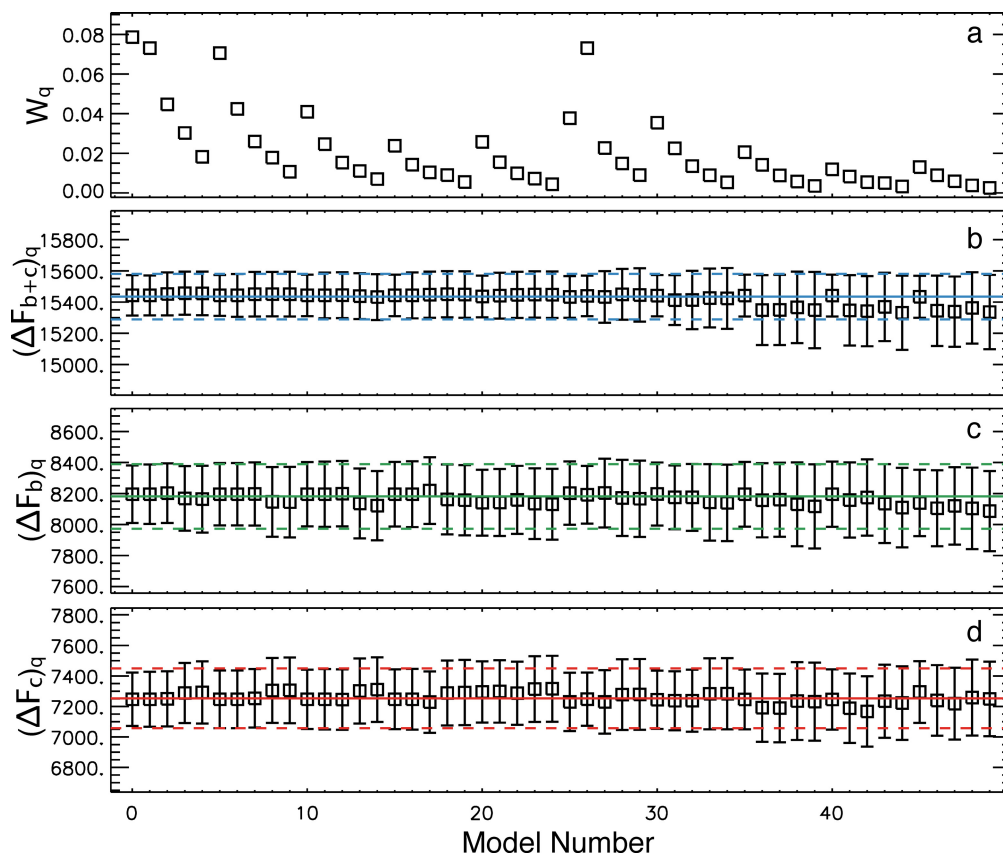 a
0.08
0.06
0.04
0.02
0.00
W_q
b
15800.
15600.
15400.
15200.
15000.
(ΔF_{b+c})_q
c
8600.
8400.
8200.
8000.
7800.
7600.
(ΔF_b)_q
d
7800.
7600.
7400.
7200.
7000.
6800.
(ΔF_c)_q
0 10 20 30 40
Model Number